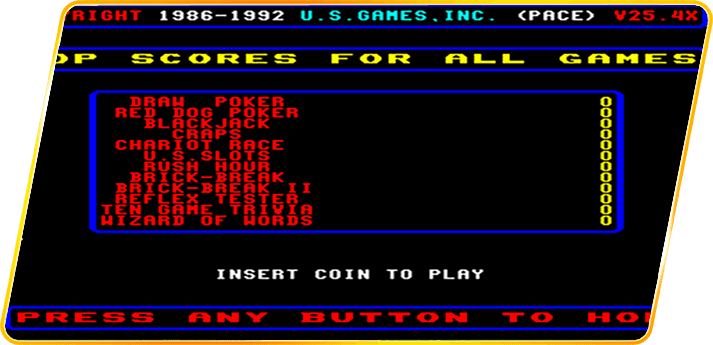 RIGHT 1986-1992 U.S.GAMES,INC. (PACE) V25.4X
OP SCORES FOR ALL GAMES
DRAW POKER 0
RED DOG POKER 0
BLACKJACK 0
CRAPS 0
CHARIOT RACE 0
U.S.SLOTS 0
RUSH HOUR 0
BRICK-BREAK 0
BRICK-BREAK II 0
REFLEX TESTER 0
TEN GAME TRIVIA 0
WIZARD OF WORDS 0
INSERT COIN TO PLAY
PRESS ANY BUTTON TO HO